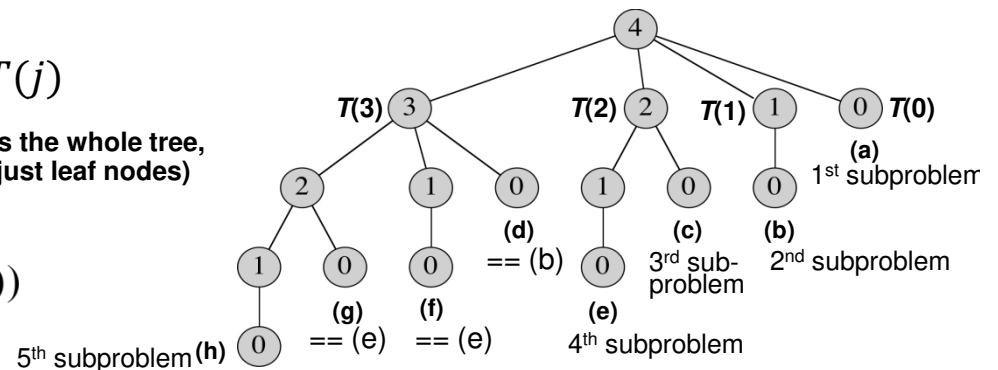 T(j)
s the whole tree,
just leaf nodes)
))
4
T(3) 3 T(2) 2 T(1) 1 0 T(0)
(a)
1st subproblem
2 1 0 1 0 0
(d) (c) (b)
== (b) 3rd sub-
problem 2nd subproblem
1 0 0 0
(g) (f) (e)
== (e) == (e) 4th subproblem
5th subproblem (h) 0